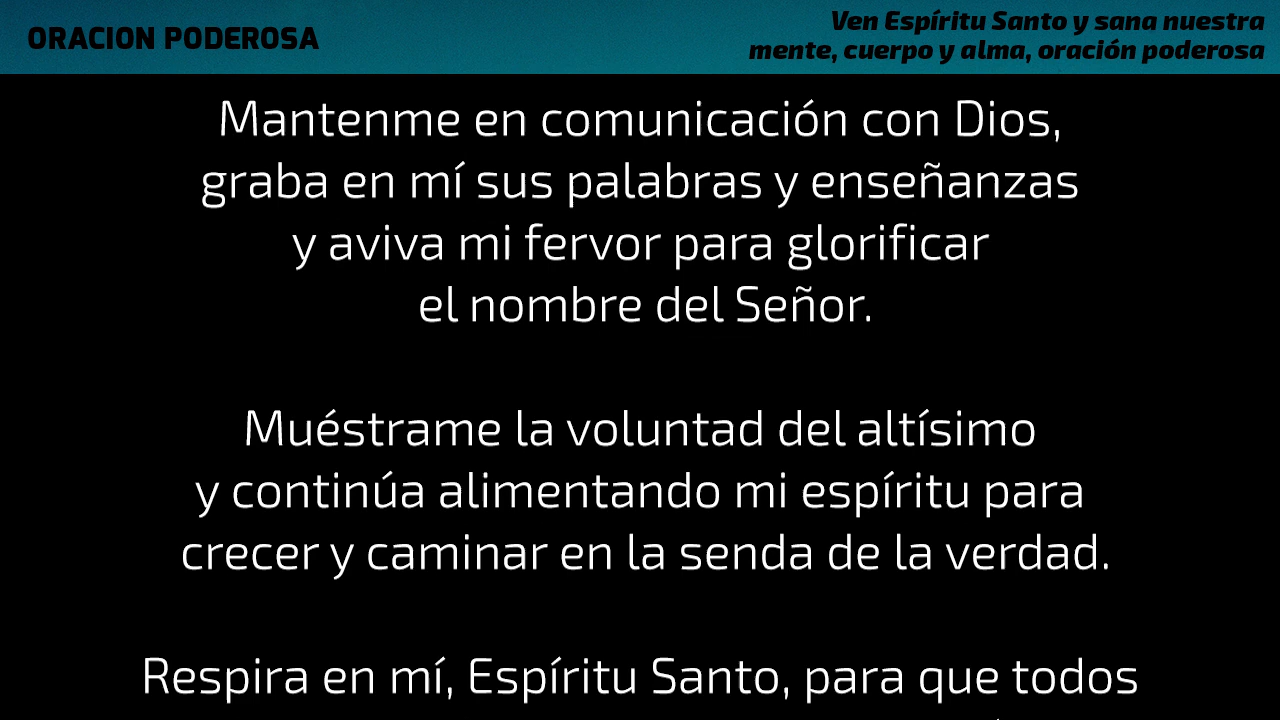 ORACION PODEROSA
Ven Espíritu Santo y sana nuestra
mente, cuerpo y alma, oración poderosa
Mantenme en comunicación con Dios,
graba en mí sus palabras y enseñanzas
y aviva mi fervor para glorificar
el nombre del Señor.
Muéstrame la voluntad del altísimo
y continúa alimentando mi espíritu para
crecer y caminar en la senda de la verdad.
Respira en mí, Espíritu Santo, para que todos